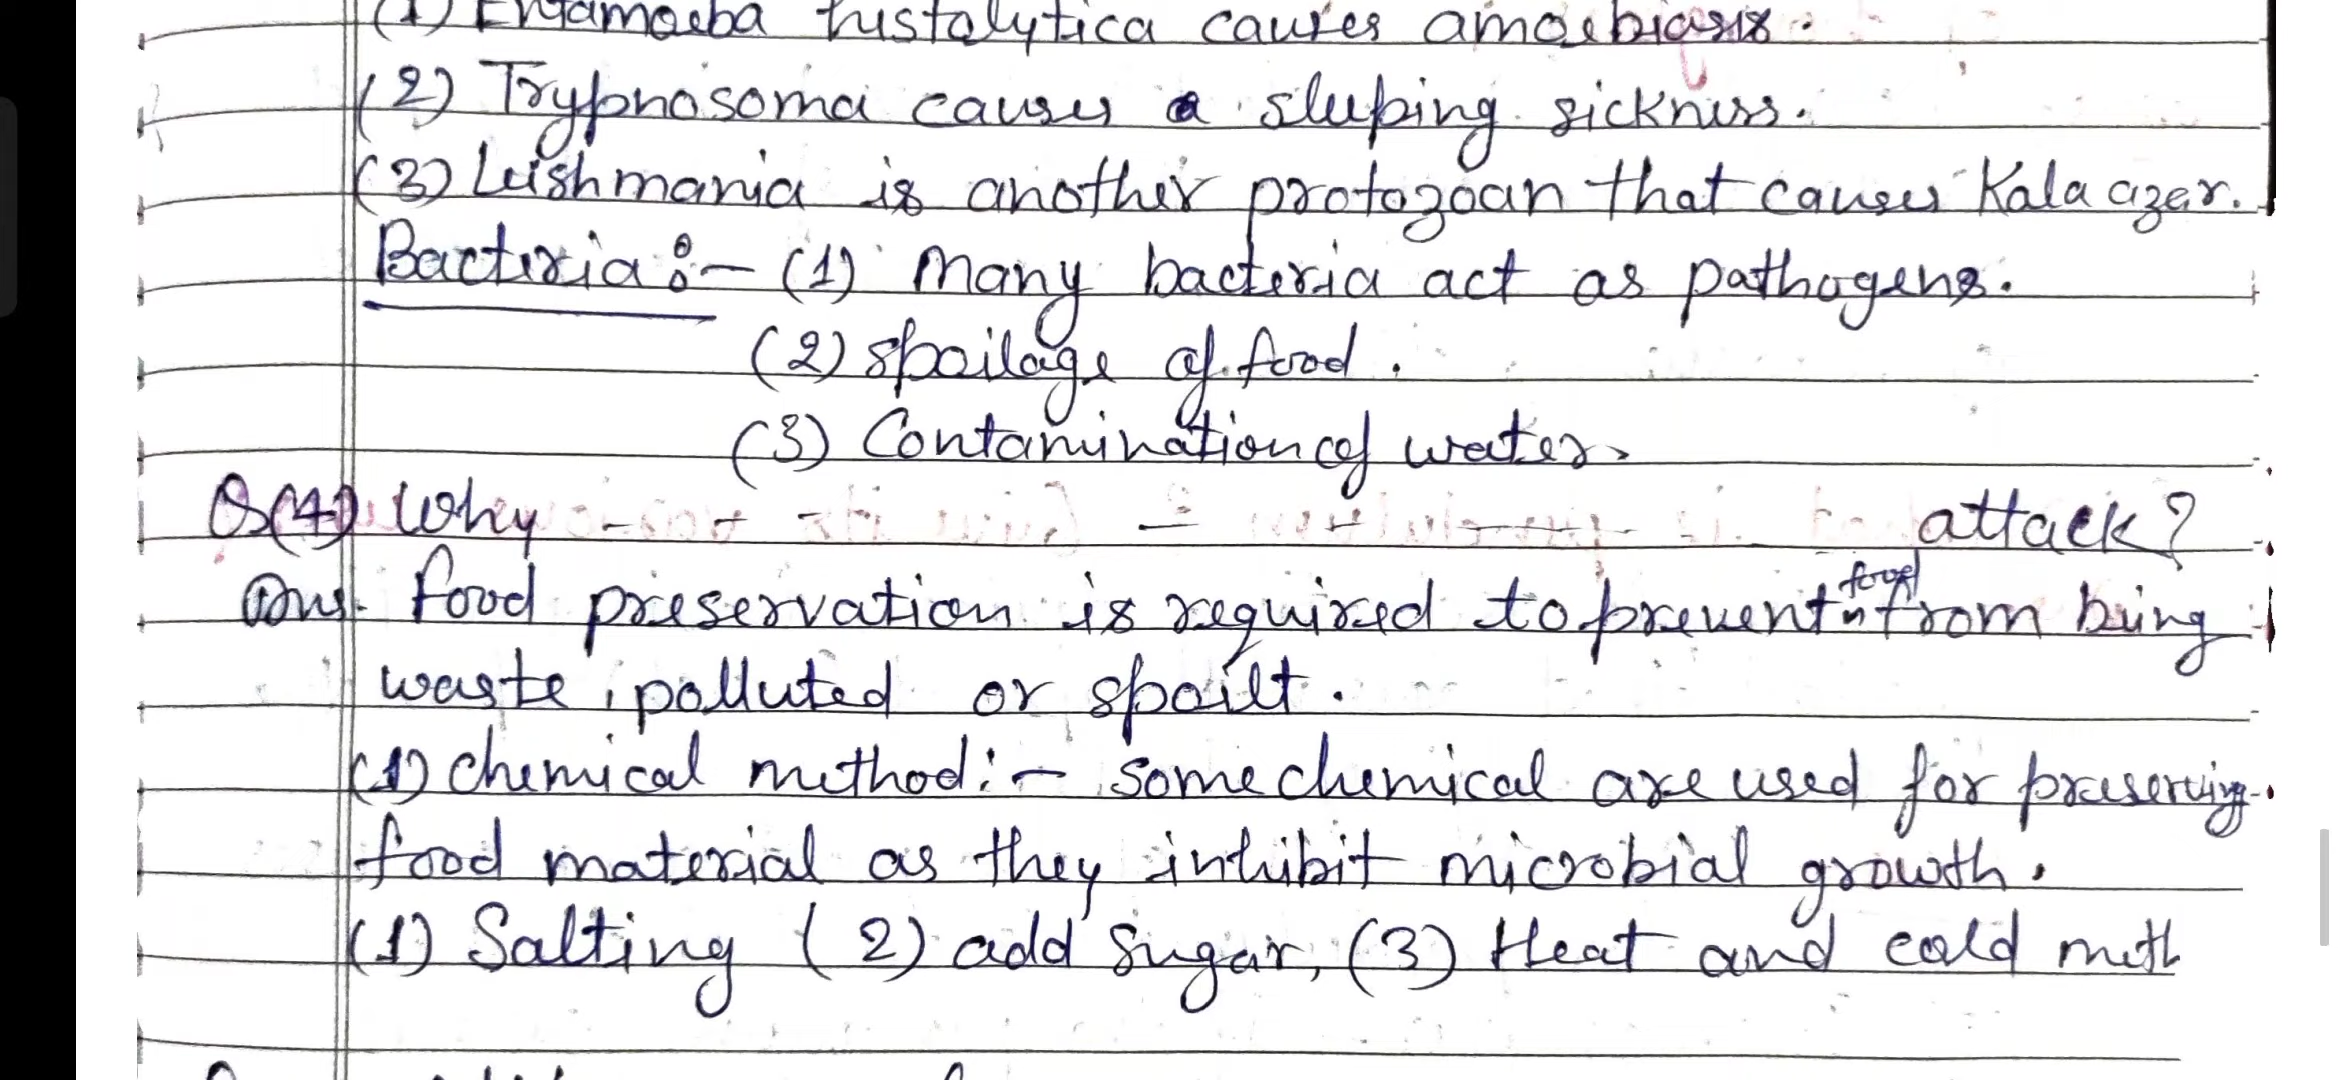 (1) Entamoeba histolytica causes amoebiasis.
(2) Trypnosoma causes a sleeping sickness.
(3) Leishmania is another protozoan that causes Kala azar.
Bacteria :- (1) Many bacteria act as pathogens.
(2) spoilage of food.
(3) Contamination of water.
Q(4) Why - - - - - - attack?
Ans. Food preservation is required to prevent food from being
waste, polluted or spoilt.
(1) Chemical method :- Some chemical are used for preserving
food material as they inhibit microbial growth.
(1) Salting (2) add Sugar, (3) Heat and cold meth